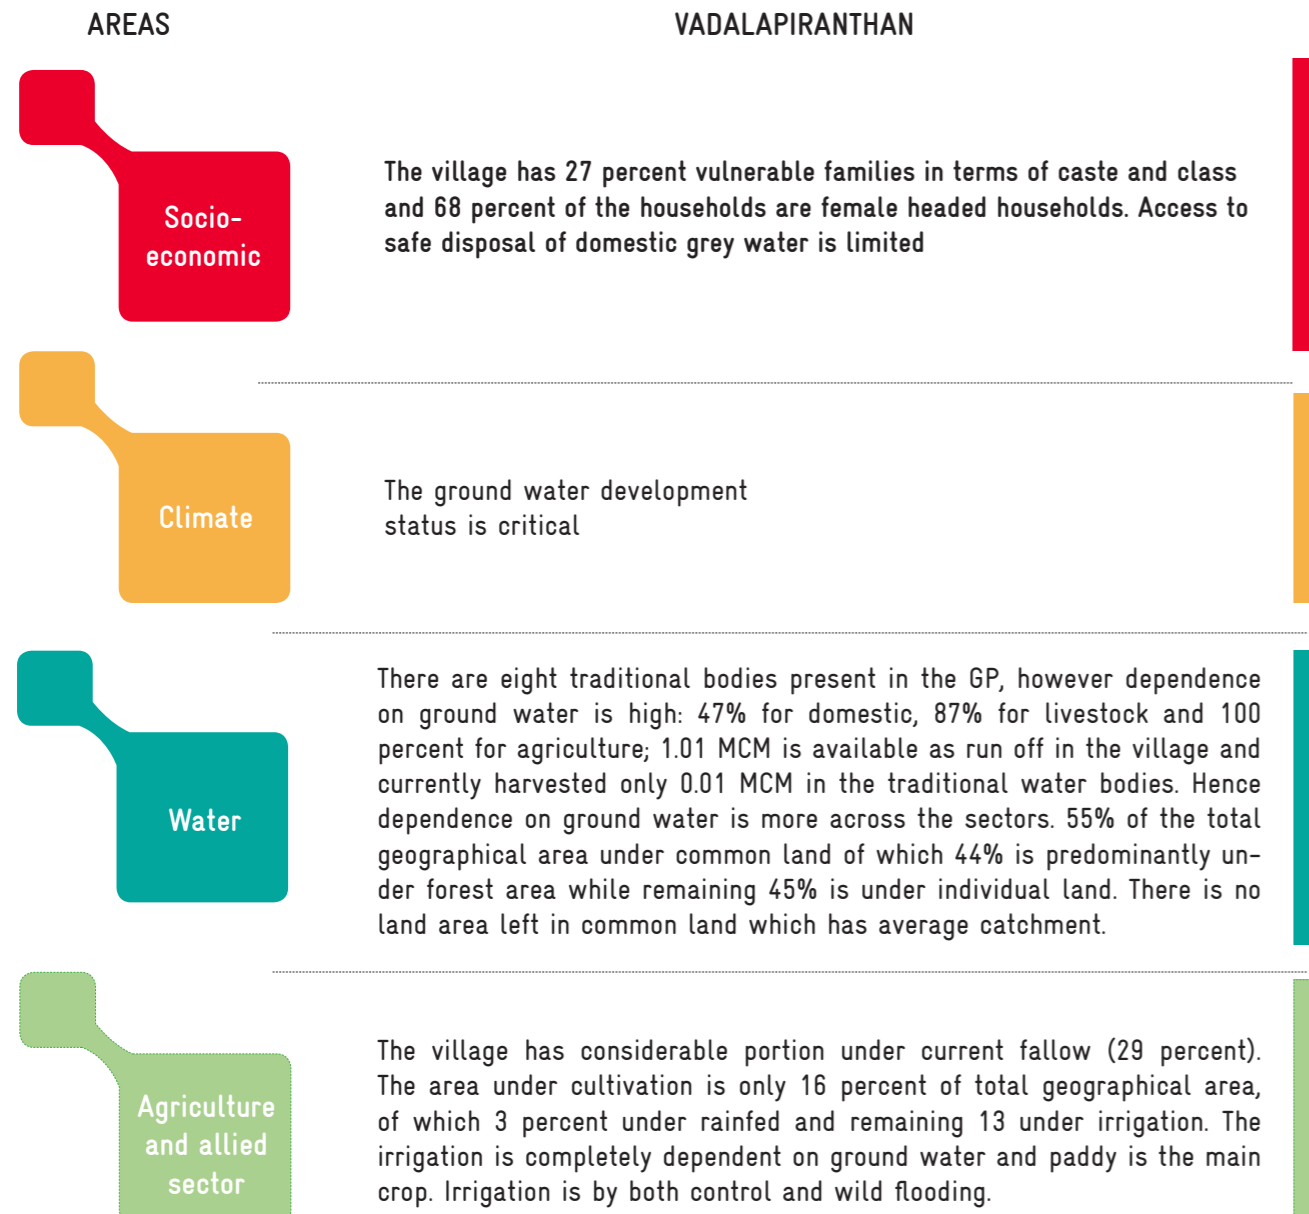 AREAS
VADALAPIRANTHAN
Socio-
economic
The village has 27 percent vulnerable families in terms of caste and class
and 68 percent of the households are female headed households. Access to
safe disposal of domestic grey water is limited
Climate
The ground water development
status is critical
Water
There are eight traditional bodies present in the GP, however dependence
on ground water is high: 47% for domestic, 87% for livestock and 100
percent for agriculture; 1.01 MCM is available as run off in the village and
currently harvested only 0.01 MCM in the traditional water bodies. Hence
dependence on ground water is more across the sectors. 55% of the total
geographical area under common land of which 44% is predominantly un-
der forest area while remaining 45% is under individual land. There is no
land area left in common land which has average catchment.
Agriculture
and allied
sector
The village has considerable portion under current fallow (29 percent).
The area under cultivation is only 16 percent of total geographical area,
of which 3 percent under rainfed and remaining 13 under irrigation. The
irrigation is completely dependent on ground water and paddy is the main
crop. Irrigation is by both control and wild flooding.